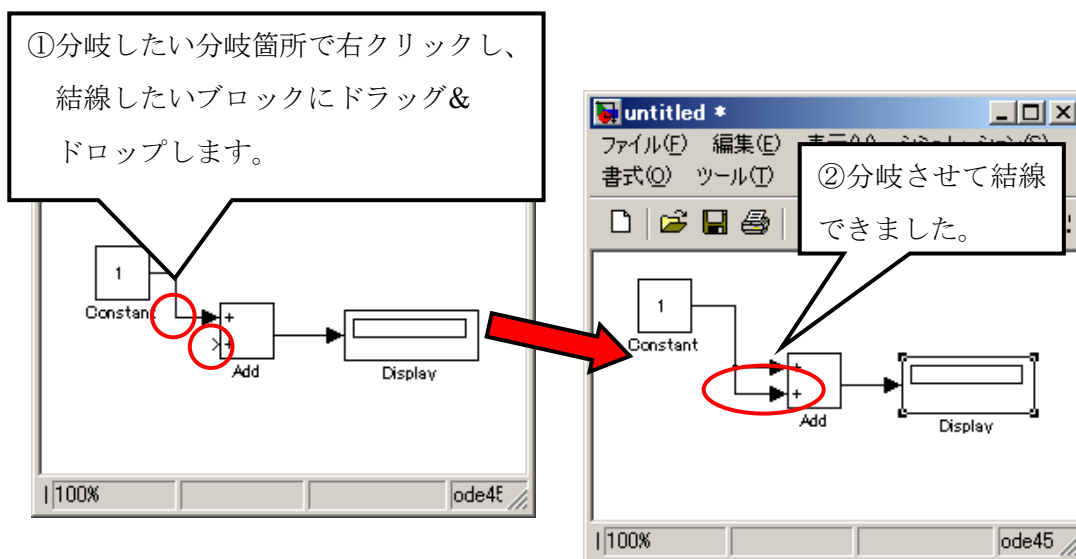 ①分岐したい分岐箇所で右クリックし、
結線したいブロックにドラッグ&
ドロップします。
1
Constant
+
+
Add
Display
100%
ode45
untitled *
ファイル(F) 編集(E)
書式(O) ツール(T)
②分岐させて結線
できました。
1
Constant
+
+
Add
Display
100%
ode45